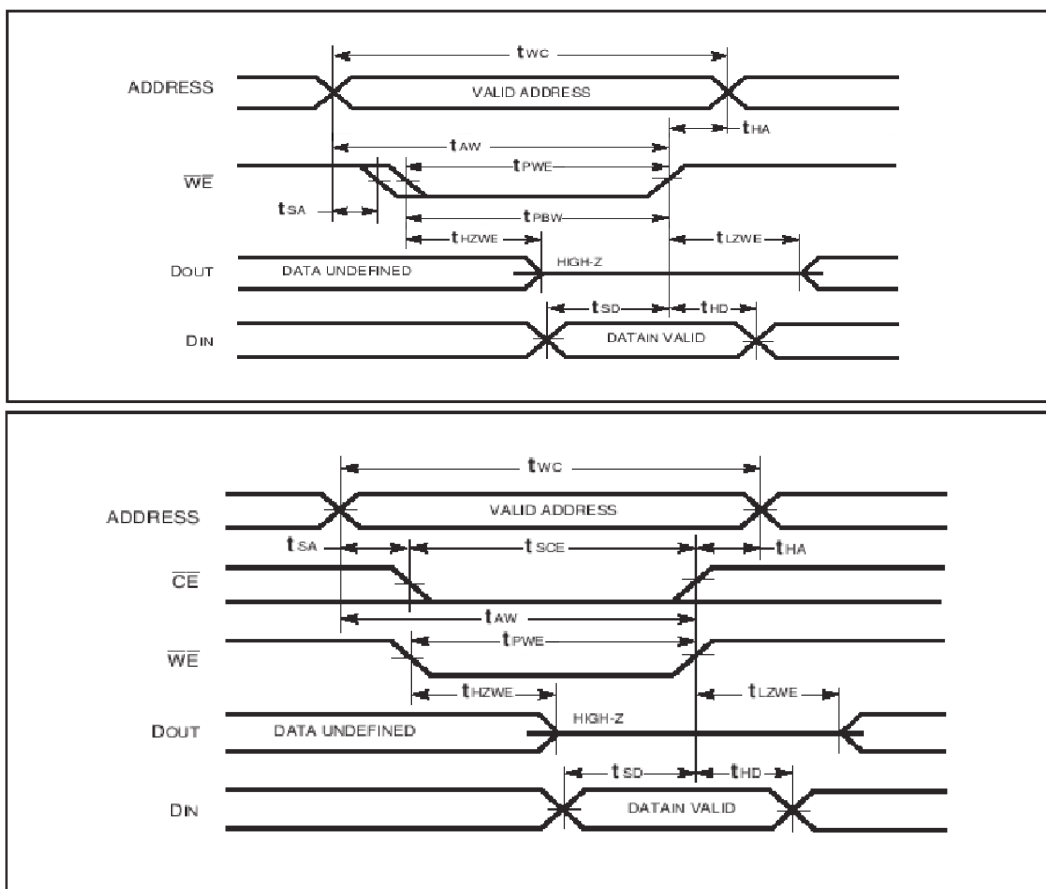 tWC
ADDRESS VALID ADDRESS
tHA
tAW
WE tPWE
tSA
tPBW
tHZWE tLZWE
DOUT DATA UNDEFINED HIGH-Z
tSD tHD
DIN DATAIN VALID
tWC
ADDRESS VALID ADDRESS
tSA tSCE tHA
CE
tAW
WE tPWE
tHZWE tLZWE
DOUT DATA UNDEFINED HIGH-Z
tSD tHD
DIN DATAIN VALID